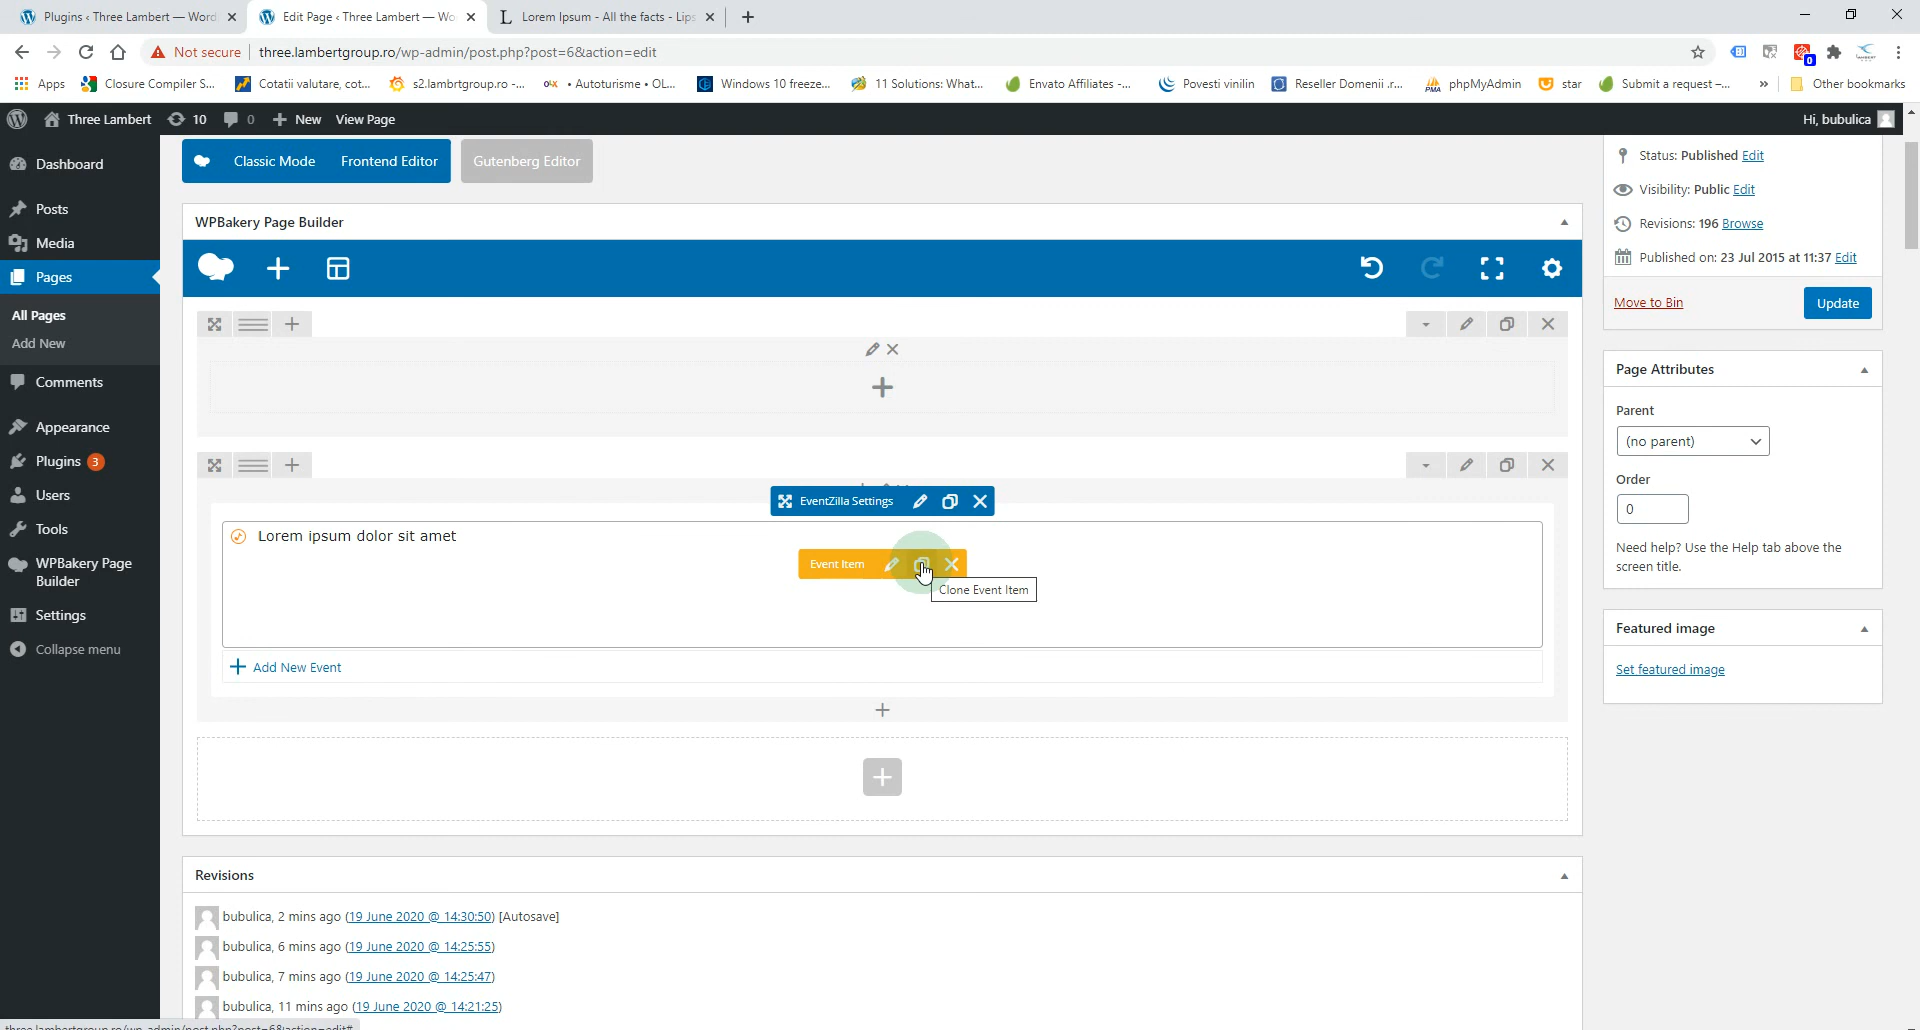 Plugins ‹ Three Lambert — Word
Edit Page ‹ Three Lambert — Wo
Lorem Ipsum - All the facts - Lips
Not secure
three.lambertgroup.ro/wp-admin/post.php?post=6&action=edit
0
Apps
Closure Compiler S...
Cotatii valutare, cot...
s2.lambrtgroup.ro -...
• Autoturisme • OL...
Windows 10 freeze...
11 Solutions: What...
Envato Affiliates -...
Povesti vinilin
Reseller Domenii .r...
phpMyAdmin
star
Submit a request –...
»
Other bookmarks
Three Lambert
10
0
New
View Page
Hi, bubulica
Dashboard
Posts
Media
Pages
All Pages
Add New
Comments
Appearance
Plugins 3
Users
Tools
WPBakery Page
Builder
Settings
Collapse menu
Classic Mode
Frontend Editor
Gutenberg Editor
WPBakery Page Builder
EventZilla Settings
Lorem ipsum dolor sit amet
Event Item
Clone Event Item
Add New Event
Revisions
bubulica, 2 mins ago (19 June 2020 @ 14:30:50) [Autosave]
bubulica, 6 mins ago (19 June 2020 @ 14:25:55)
bubulica, 7 mins ago (19 June 2020 @ 14:25:47)
bubulica, 11 mins ago (19 June 2020 @ 14:21:25)
Status: Published Edit
Visibility: Public Edit
Revisions: 196 Browse
Published on: 23 Jul 2015 at 11:37 Edit
Move to Bin
Update
Page Attributes
Parent
(no parent)
Order
0
Need help? Use the Help tab above the
screen title.
Featured image
Set featured image